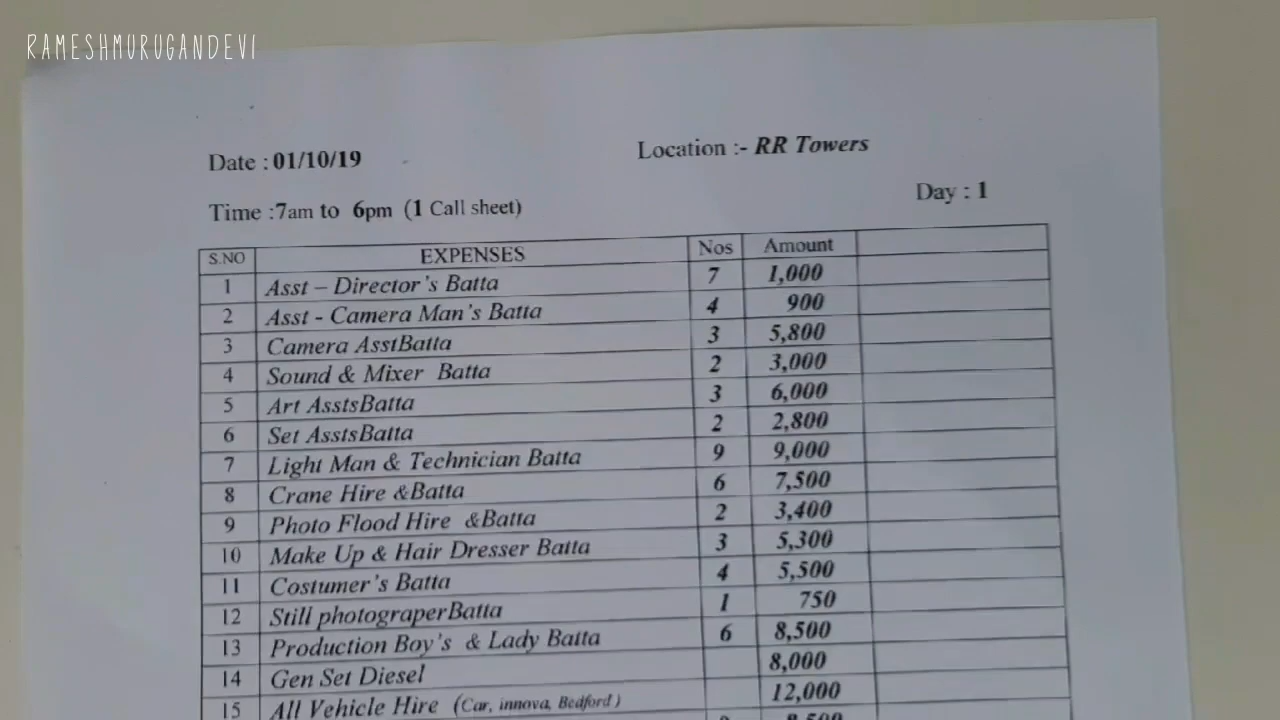 RAMESHMURUGANDEVI
Date : 01/10/19 Location :- RR Towers
Time :7am to 6pm (1 Call sheet) Day : 1
S.NO EXPENSES Nos Amount
1 Asst – Director's Batta 7 1,000
2 Asst - Camera Man's Batta 4 900
3 Camera AsstBatta 3 5,800
4 Sound & Mixer Batta 2 3,000
5 Art AsstsBatta 3 6,000
6 Set AsstsBatta 2 2,800
7 Light Man & Technician Batta 9 9,000
8 Crane Hire &Batta 6 7,500
9 Photo Flood Hire &Batta 2 3,400
10 Make Up & Hair Dresser Batta 3 5,300
11 Costumer's Batta 4 5,500
12 Still photograperBatta 1 750
13 Production Boy's & Lady Batta 6 8,500
14 Gen Set Diesel 8,000
15 All Vehicle Hire (Car, innova, Bedford ) 12,000